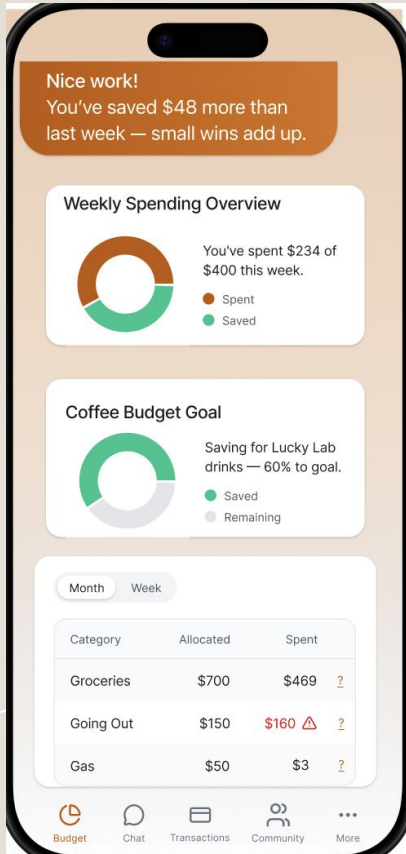 Nice work!
You’ve saved $48 more than
last week — small wins add up.
Weekly Spending Overview
You've spent $234 of
$400 this week.
Spent
Saved
Coffee Budget Goal
Saving for Lucky Lab
drinks — 60% to goal.
Saved
Remaining
Month Week
Category Allocated Spent
Groceries $700 $469 ?
Going Out $150 $160 ?
Gas $50 $3 ?
Budget Chat Transactions Community More